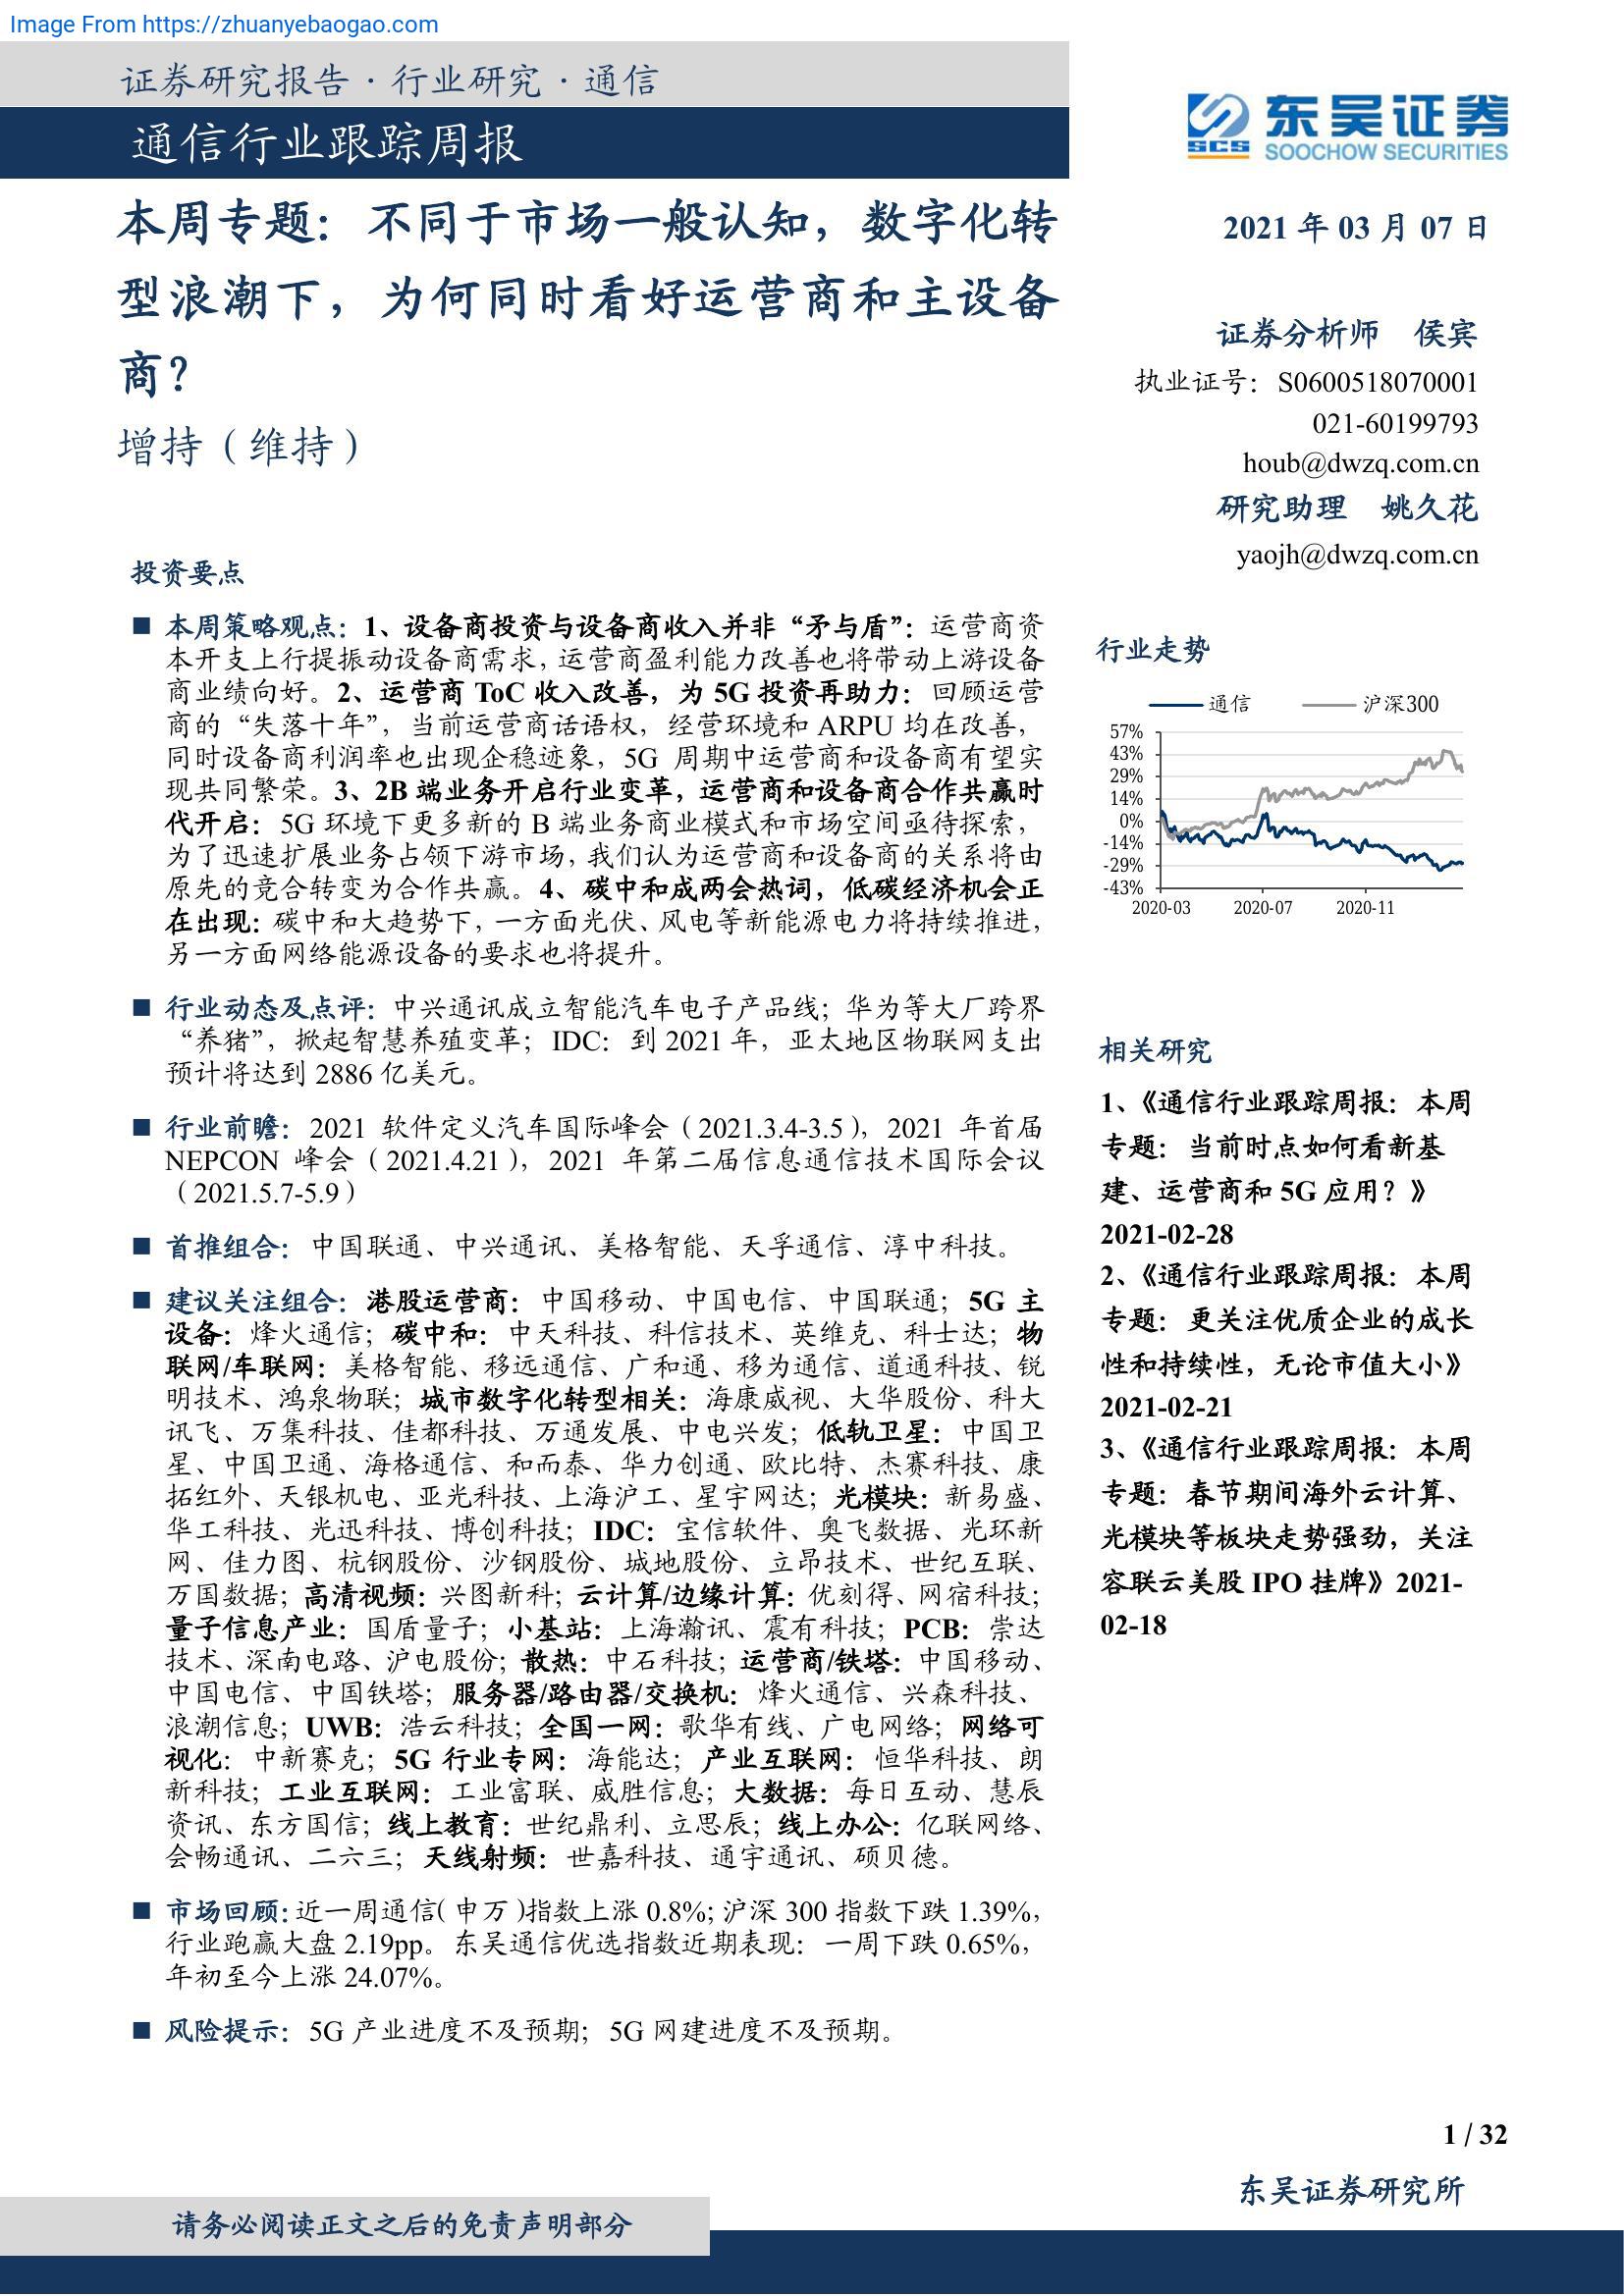 Image From https://zhuanyebaogao.com
证券研究报告 · 行业研究 · 通信
通信行业跟踪周报
东吴证券
SCS
SOOCHOW SECURITIES
本周专题：不同于市场一般认知，数字化转
型浪潮下，为何同时看好运营商和主设备
商？
增持（维持）
投资要点
■ 本周策略观点：1、设备商投资与设备商收入并非“矛与盾”：运营商资
本开支上行提振动设备商需求，运营商盈利能力改善也将带动上游设备
商业绩向好。2、运营商 ToC 收入改善，为 5G 投资再助力：回顾运营
商的“失落十年”，当前运营商话语权，经营环境和 ARPU 均在改善，
同时设备商利润率也出现企稳迹象，5G 周期中运营商和设备商有望实
现共同繁荣。3、2B 端业务开启行业变革，运营商和设备商合作共赢时
代开启：5G 环境下更多新的 B 端业务商业模式和市场空间亟待探索，
为了迅速扩展业务占领下游市场，我们认为运营商和设备商的关系将由
原先的竞合转变为合作共赢。4、碳中和成两会热词，低碳经济机会正
在出现：碳中和大趋势下，一方面光伏、风电等新能源电力将持续推进，
另一方面网络能源设备的要求也将提升。
■ 行业动态及点评：中兴通讯成立智能汽车电子产品线；华为等大厂跨界
“养猪”，掀起智慧养殖变革；IDC：到 2021 年，亚太地区物联网支出
预计将达到 2886 亿美元。
■ 行业前瞻：2021 软件定义汽车国际峰会（2021.3.4-3.5），2021 年首届
NEPCON 峰会（2021.4.21），2021 年第二届信息通信技术国际会议
（2021.5.7-5.9）
■ 首推组合：中国联通、中兴通讯、美格智能、天孚通信、淳中科技。
■ 建议关注组合：港股运营商：中国移动、中国电信、中国联通；5G 主
设备：烽火通信；碳中和：中天科技、科信技术、英维克、科士达；物
联网/车联网：美格智能、移远通信、广和通、移为通信、道通科技、锐
明技术、鸿泉物联；城市数字化转型相关：海康威视、大华股份、科大
讯飞、万集科技、佳都科技、万通发展、中电兴发；低轨卫星：中国卫
星、中国卫通、海格通信、和而泰、华力创通、欧比特、杰赛科技、康
拓红外、天银机电、亚光科技、上海沪工、星宇网达；光模块：新易盛、
华工科技、光迅科技、博创科技；IDC：宝信软件、奥飞数据、光环新
网、佳力图、杭钢股份、沙钢股份、城地股份、立昂技术、世纪互联、
万国数据；高清视频：兴图新科；云计算/边缘计算：优刻得、网宿科技；
量子信息产业：国盾量子；小基站：上海瀚讯、震有科技；PCB：崇达
技术、深南电路、沪电股份；散热：中石科技；运营商/铁塔：中国移动、
中国电信、中国铁塔；服务器/路由器/交换机：烽火通信、兴森科技、
浪潮信息；UWB：浩云科技；全国一网：歌华有线、广电网络；网络可
视化：中新赛克；5G 行业专网：海能达；产业互联网：恒华科技、朗
新科技；工业互联网：工业富联、威胜信息；大数据：每日互动、慧辰
资讯、东方国信；线上教育：世纪鼎利、立思辰；线上办公：亿联网络、
会畅通讯、二六三；天线射频：世嘉科技、通宇通讯、硕贝德。
■ 市场回顾：近一周通信（申万）指数上涨 0.8%；沪深 300 指数下跌 1.39%，
行业跑赢大盘 2.19pp。东吴通信优选指数近期表现：一周下跌 0.65%，
年初至今上涨 24.07%。
■ 风险提示：5G 产业进度不及预期；5G 网建进度不及预期。
2021 年 03 月 07 日
证券分析师 侯宾
执业证号：S0600518070001
021-60199793
houb@dwzq.com.cn
研究助理 姚久花
yaojh@dwzq.com.cn
行业走势
通信 沪深300
57%
43%
29%
14%
0%
-14%
-29%
-43%
2020-03 2020-07 2020-11
相关研究
1、《通信行业跟踪周报：本周
专题：当前时点如何看新基
建、运营商和 5G 应用？》
2021-02-28
2、《通信行业跟踪周报：本周
专题：更关注优质企业的成长
性和持续性，无论市值大小》
2021-02-21
3、《通信行业跟踪周报：本周
专题：春节期间海外云计算、
光模块等板块走势强劲，关注
容联云美股 IPO 挂牌》2021-
02-18
1 / 32
东吴证券研究所
请务必阅读正文之后的免责声明部分